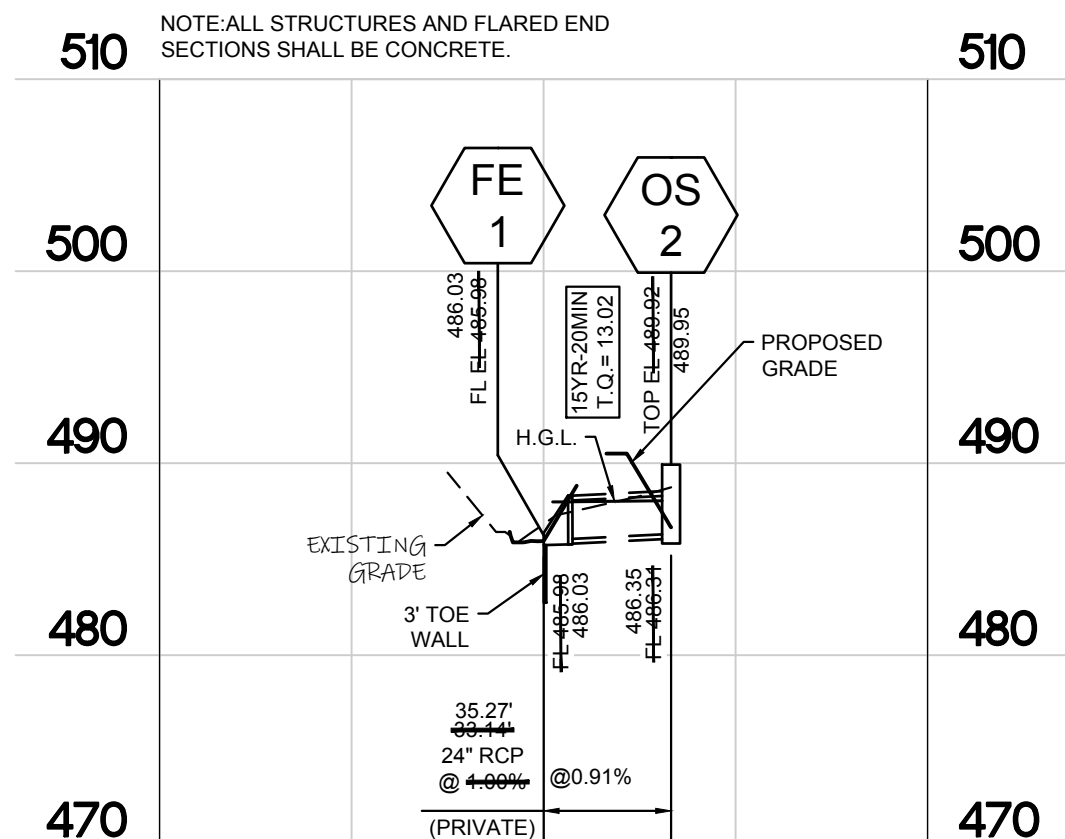 NOTE:ALL STRUCTURES AND FLARED END
SECTIONS SHALL BE CONCRETE.
510
510
FE
1
OS
2
500
500
486.03
FL EL 485.98
15YR-20MIN
T.Q.= 13.02
TOP EL 489.92
489.95
PROPOSED
GRADE
490
H.G.L.
490
EXISTING
GRADE
3' TOE
WALL
FL 485.98
486.03
486.35
FL 486.31
480
480
35.27'
33.14'
24" RCP
@ 1.00% @0.91%
(PRIVATE)
470
470